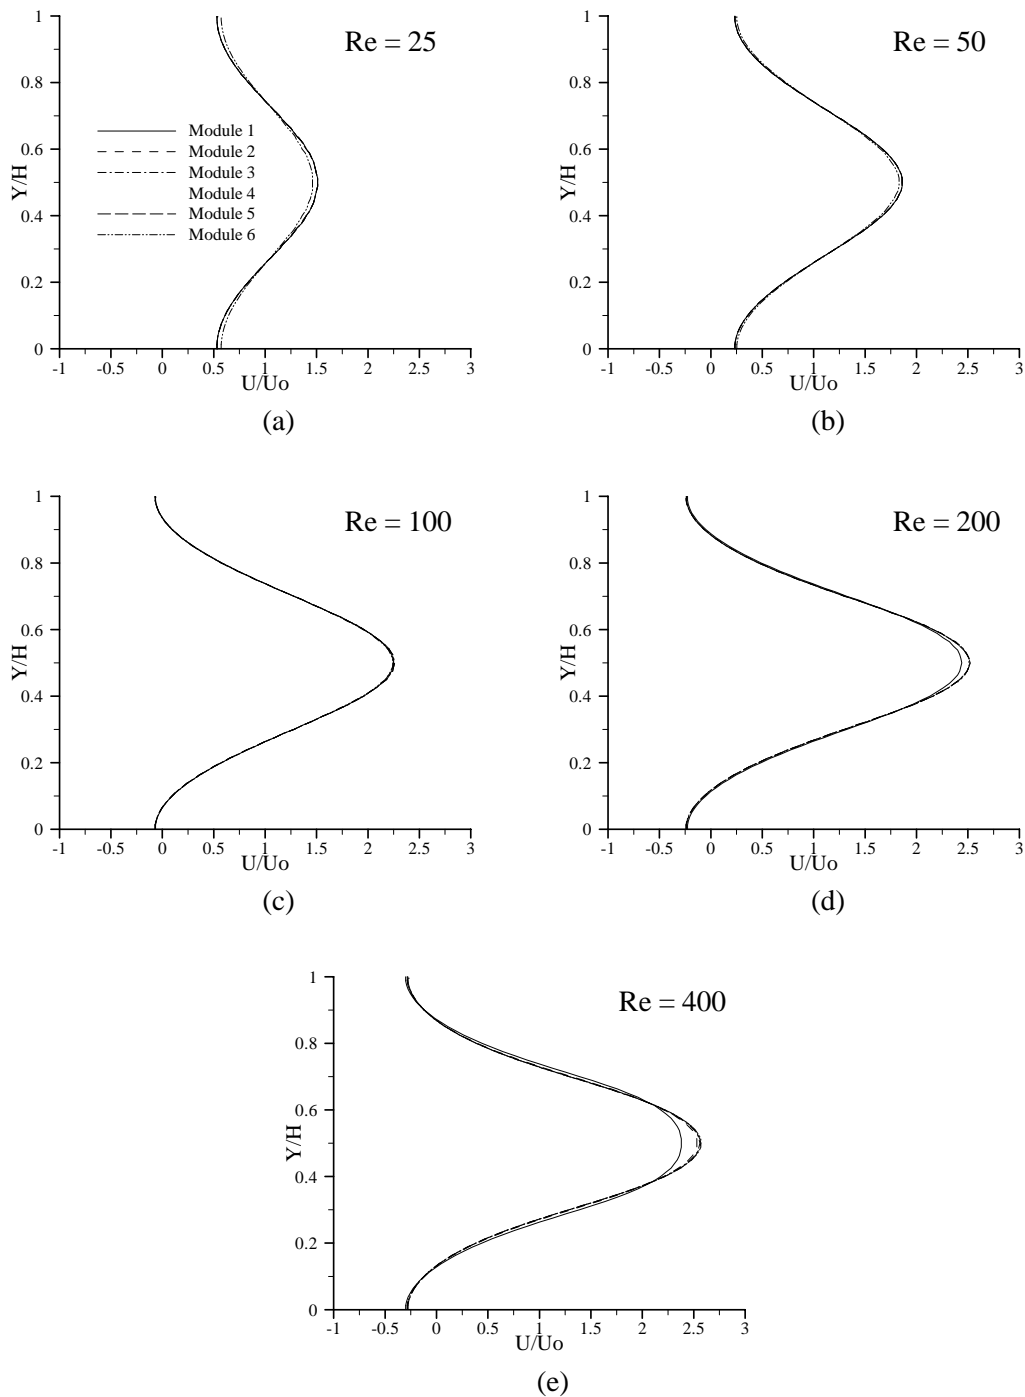 1
0.8
0.6
0.4
0.2
0
Y/H
Re = 25
Module 1
Module 2
Module 3
Module 4
Module 5
Module 6
-1 -0.5 0 0.5 1 1.5 2 2.5 3
U/Uo
(a)
1
0.8
0.6
0.4
0.2
0
Y/H
Re = 50
-1 -0.5 0 0.5 1 1.5 2 2.5 3
U/Uo
(b)
1
0.8
0.6
0.4
0.2
0
Y/H
Re = 100
-1 -0.5 0 0.5 1 1.5 2 2.5 3
U/Uo
(c)
1
0.8
0.6
0.4
0.2
0
Y/H
Re = 200
-1 -0.5 0 0.5 1 1.5 2 2.5 3
U/Uo
(d)
1
0.8
0.6
0.4
0.2
0
Y/H
Re = 400
-1 -0.5 0 0.5 1 1.5 2 2.5 3
U/Uo
(e)